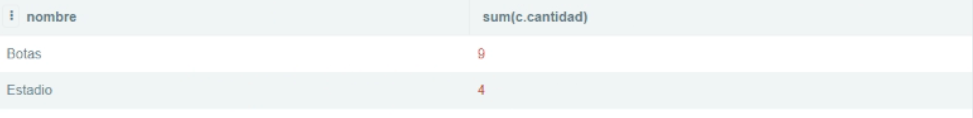 nombre sum(c.cantidad)
Botas 9
Estadio 4